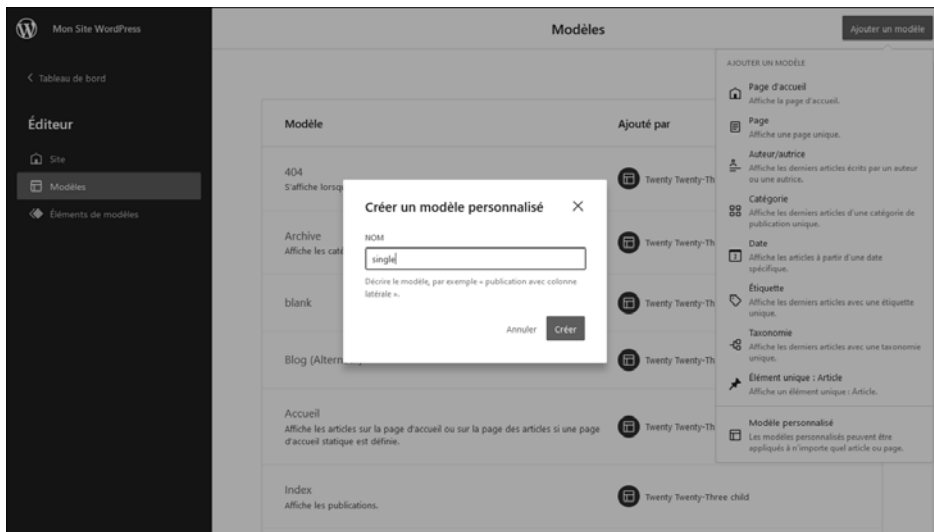 Mon Site WordPress
Modèles
Ajouter un modèle
Tableau de bord
Éditeur
Site
Modèles
Éléments de modèles
Modèle
Ajouté par
404
S'affiche lorsq
Twenty Twenty-Th
Archive
Affiche les caté
Twenty Twenty-Th
blank
Twenty Twenty-Th
Blog (Altern
Twenty Twenty-Th
Accueil
Affiche les articles sur la page d'accueil ou sur la page des articles si une page
d'accueil statique est définie.
Twenty Twenty-Th
Index
Affiche les publications.
Twenty Twenty-Three child
Créer un modèle personnalisé
NOM
single
Décrire le modèle, par exemple « publication avec colonne
latérale ».
Annuler
Créer
AJOUTER UN MODÈLE
Page d'accueil
Affiche la page d'accueil.
Page
Affiche une page unique.
Auteur/autrice
Affiche les derniers articles écrits par un auteur
ou une autrice.
Catégorie
Affiche les derniers articles d'une catégorie de
publication unique.
Date
Affiche les articles à partir d'une date
spécifique.
Étiquette
Affiche les derniers articles avec une étiquette
unique.
Taxonomie
Affiche les derniers articles avec une taxonomie
unique.
Élément unique : Article
Affiche un élément unique : Article.
Modèle personnalisé
Les modèles personnalisés peuvent être
appliqués à n'importe quel article ou page.